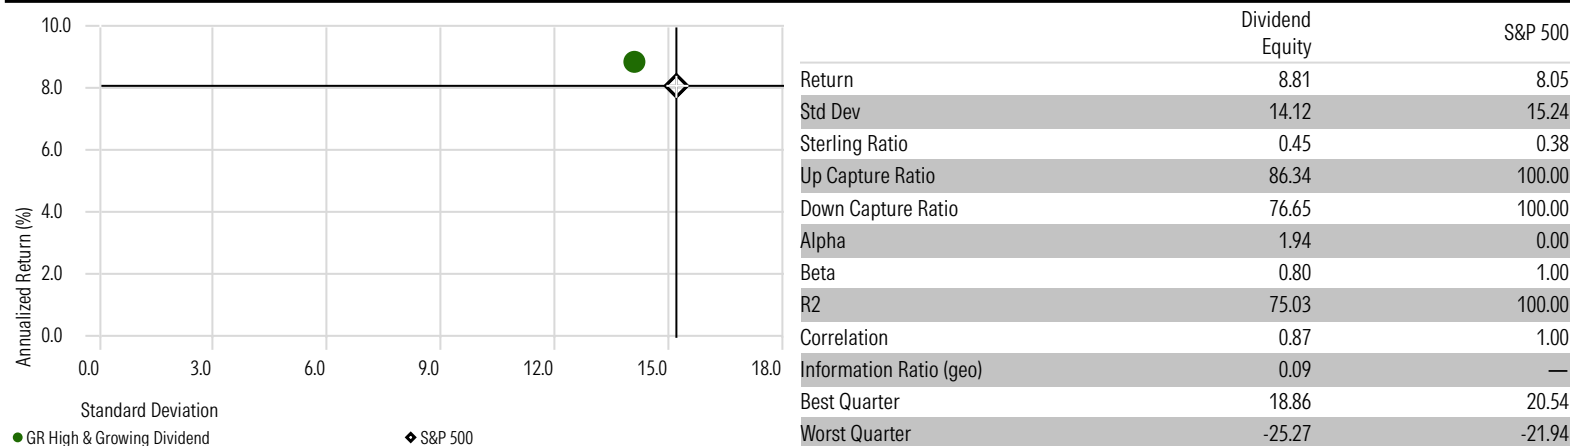 10.0
8.0
6.0
4.0
2.0
0.0
Annualized Return (%)
0.0 3.0 6.0 9.0 12.0 15.0 18.0
Standard Deviation
GR High & Growing Dividend S&P 500
Dividend
Equity S&P 500
Return 8.81 8.05
Std Dev 14.12 15.24
Sterling Ratio 0.45 0.38
Up Capture Ratio 86.34 100.00
Down Capture Ratio 76.65 100.00
Alpha 1.94 0.00
Beta 0.80 1.00
R2 75.03 100.00
Correlation 0.87 1.00
Information Ratio (geo) 0.09 —
Best Quarter 18.86 20.54
Worst Quarter -25.27 -21.94